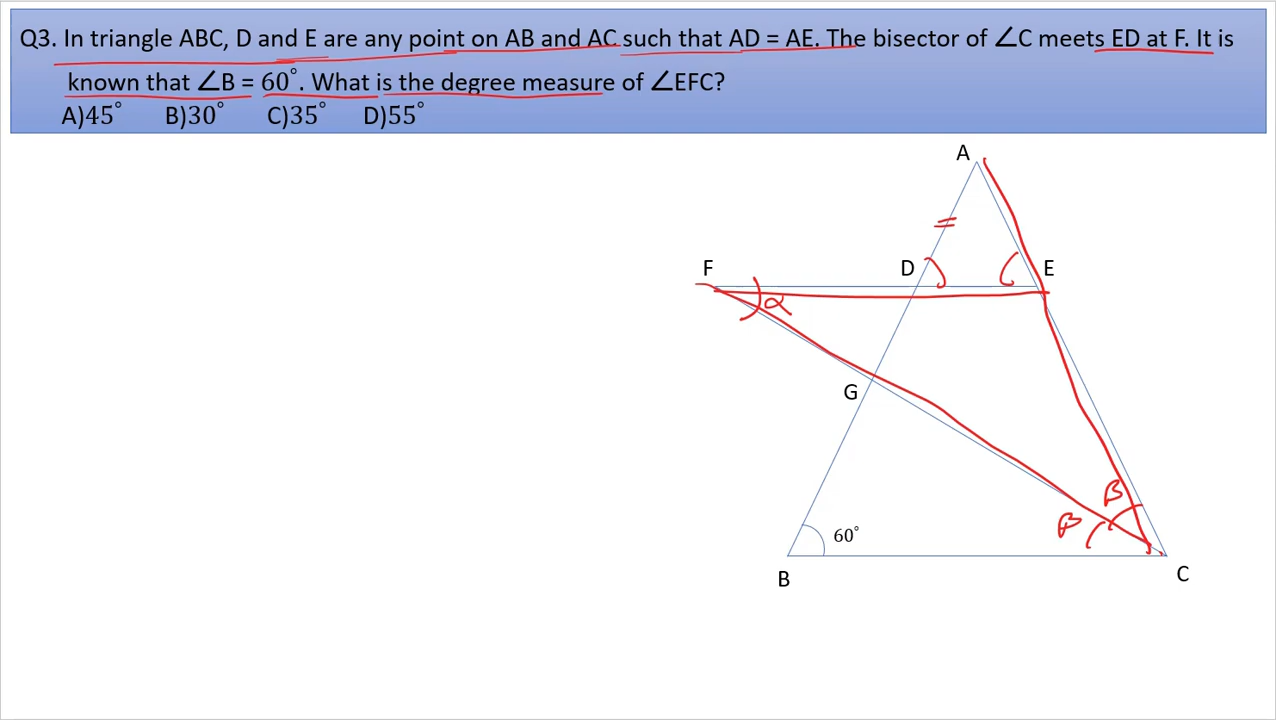 Q3. In triangle ABC, D and E are any point on AB and AC such that AD = AE. The bisector of ∠C meets ED at F. It is
known that ∠B = 60°. What is the degree measure of ∠EFC?
A)45° B)30° C)35° D)55°
A
F D E
α
G
β
β
60°
B C